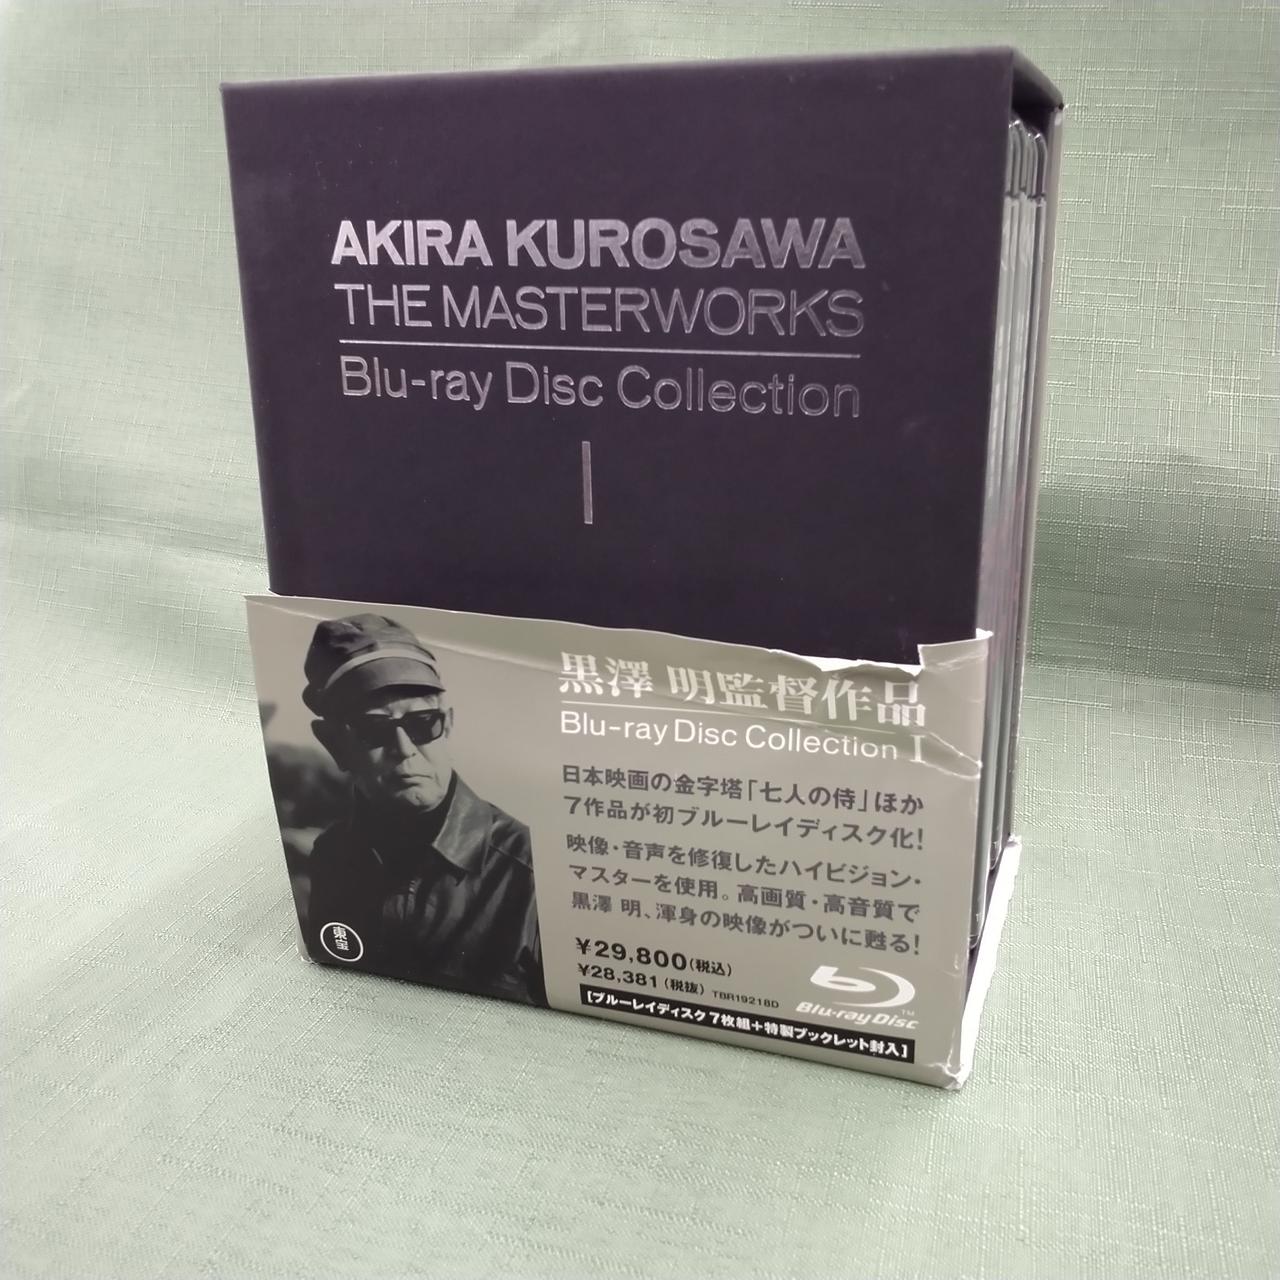 AKIRA KUROSAWA
THE MASTERWORKS
Blu-ray Disc Collection
I
黒澤 明監督作品
Blu-ray Disc Collection I
日本映画の金字塔「七人の侍」ほか
7作品が初ブルーレイディスク化!
映像・音声を修復したハイビジョン・
マスターを使用。高画質・高音質で
黒澤 明、渾身の映像がついに甦る!
¥29,800(税込)
¥28,381(税抜) TBR19218D
Blu-ray Disc™
[ブルーレイディスク7枚組+特製ブックレット封入]